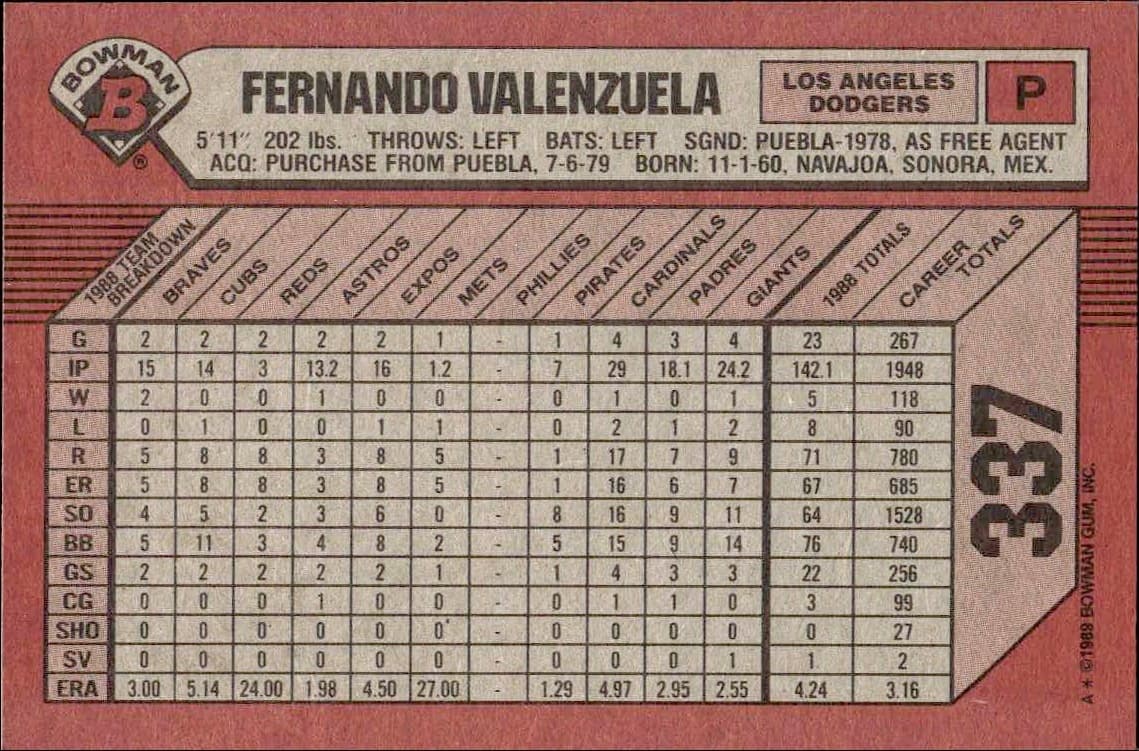 BOWMAN
B
®
FERNANDO VALENZUELA
LOS ANGELES
DODGERS
P
5'11" 202 lbs. THROWS: LEFT BATS: LEFT SGND: PUEBLA-1978, AS FREE AGENT
ACQ: PURCHASE FROM PUEBLA, 7-6-79 BORN: 11-1-60, NAVAJOA, SONORA, MEX.
1988 TEAM
BREAKDOWN
BRAVES
CUBS
REDS
ASTROS
EXPOS
METS
PHILLIES
PIRATES
CARDINALS
PADRES
GIANTS
1988 TOTALS
CAREER
TOTALS
G 2 2 2 2 2 1 - 1 4 3 4 23 267
IP 15 14 3 13.2 16 1.2 - 7 29 18.1 24.2 142.1 1948
W 2 0 0 1 0 0 - 0 1 0 1 5 118
L 0 1 0 0 1 1 - 0 2 1 2 8 90
R 5 8 8 3 8 5 - 1 17 7 9 71 780
ER 5 8 8 3 8 5 - 1 16 6 7 67 685
SO 4 5 2 3 6 0 - 8 16 9 11 64 1528
BB 5 11 3 4 8 2 - 5 15 9 14 76 740
GS 2 2 2 2 2 1 - 1 4 3 3 22 256
CG 0 0 0 1 0 0 - 0 1 1 0 3 99
SHO 0 0 0 0 0 0 - 0 0 0 0 0 27
SV 0 0 0 0 0 0 - 0 0 0 1 1 2
ERA 3.00 5.14 24.00 1.98 4.50 27.00 - 1.29 4.97 2.95 2.55 4.24 3.16
337
A * ©1989 BOWMAN GUM, INC.